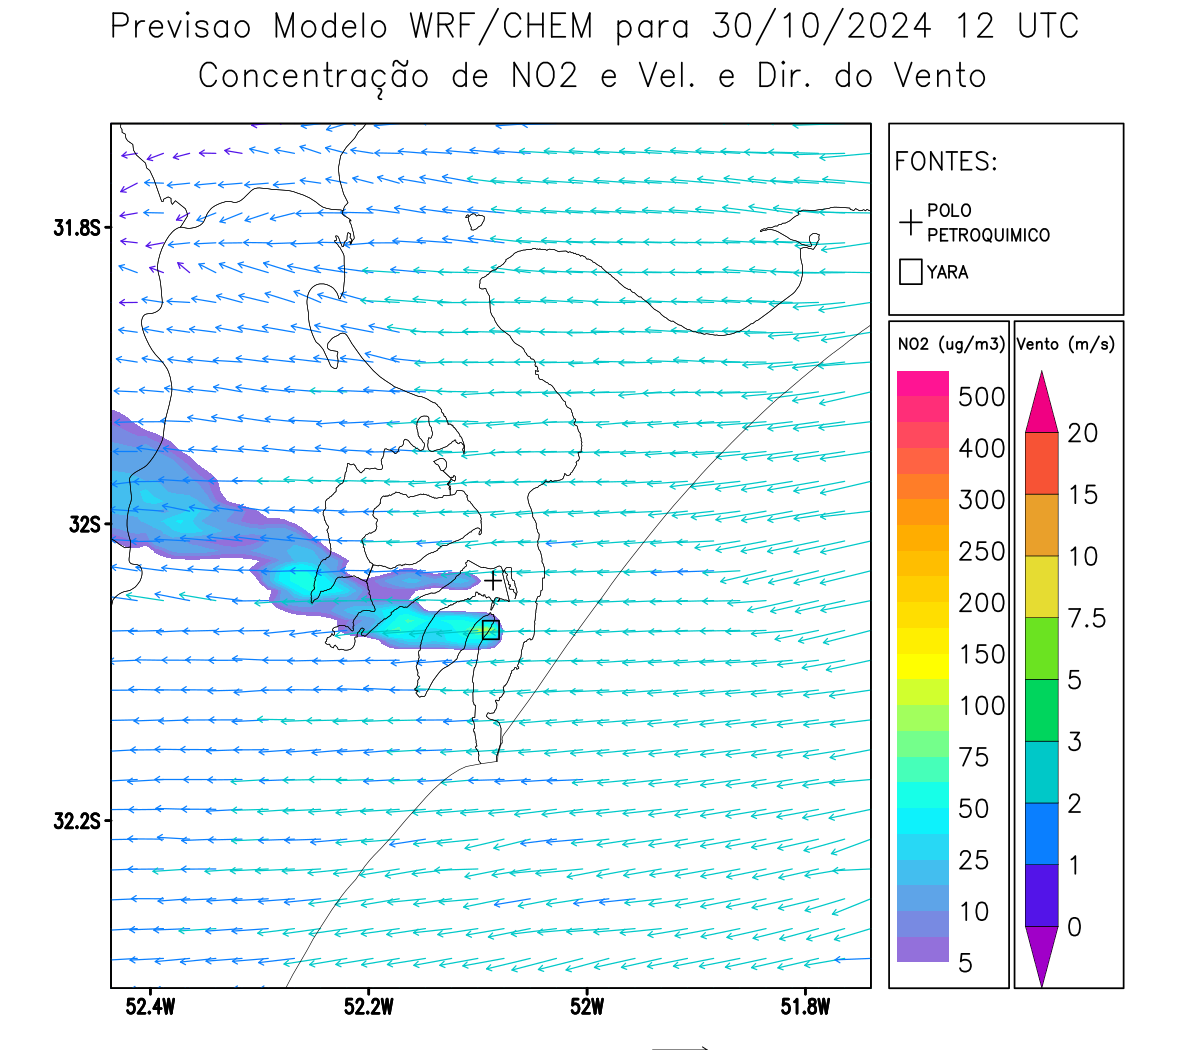 Previsao Modelo WRF/CHEM para 30/10/2024 12 UTC
Concentração de NO2 e Vel. e Dir. do Vento
FONTES:
POLO
PETROQUIMICO
YARA
NO2 (ug/m3)
500
400
300
250
200
150
100
75
50
25
10
5
Vento (m/s)
20
15
10
7.5
5
3
2
1
0
31.8S
32S
32.2S
52.4W
52.2W
52W
51.8W